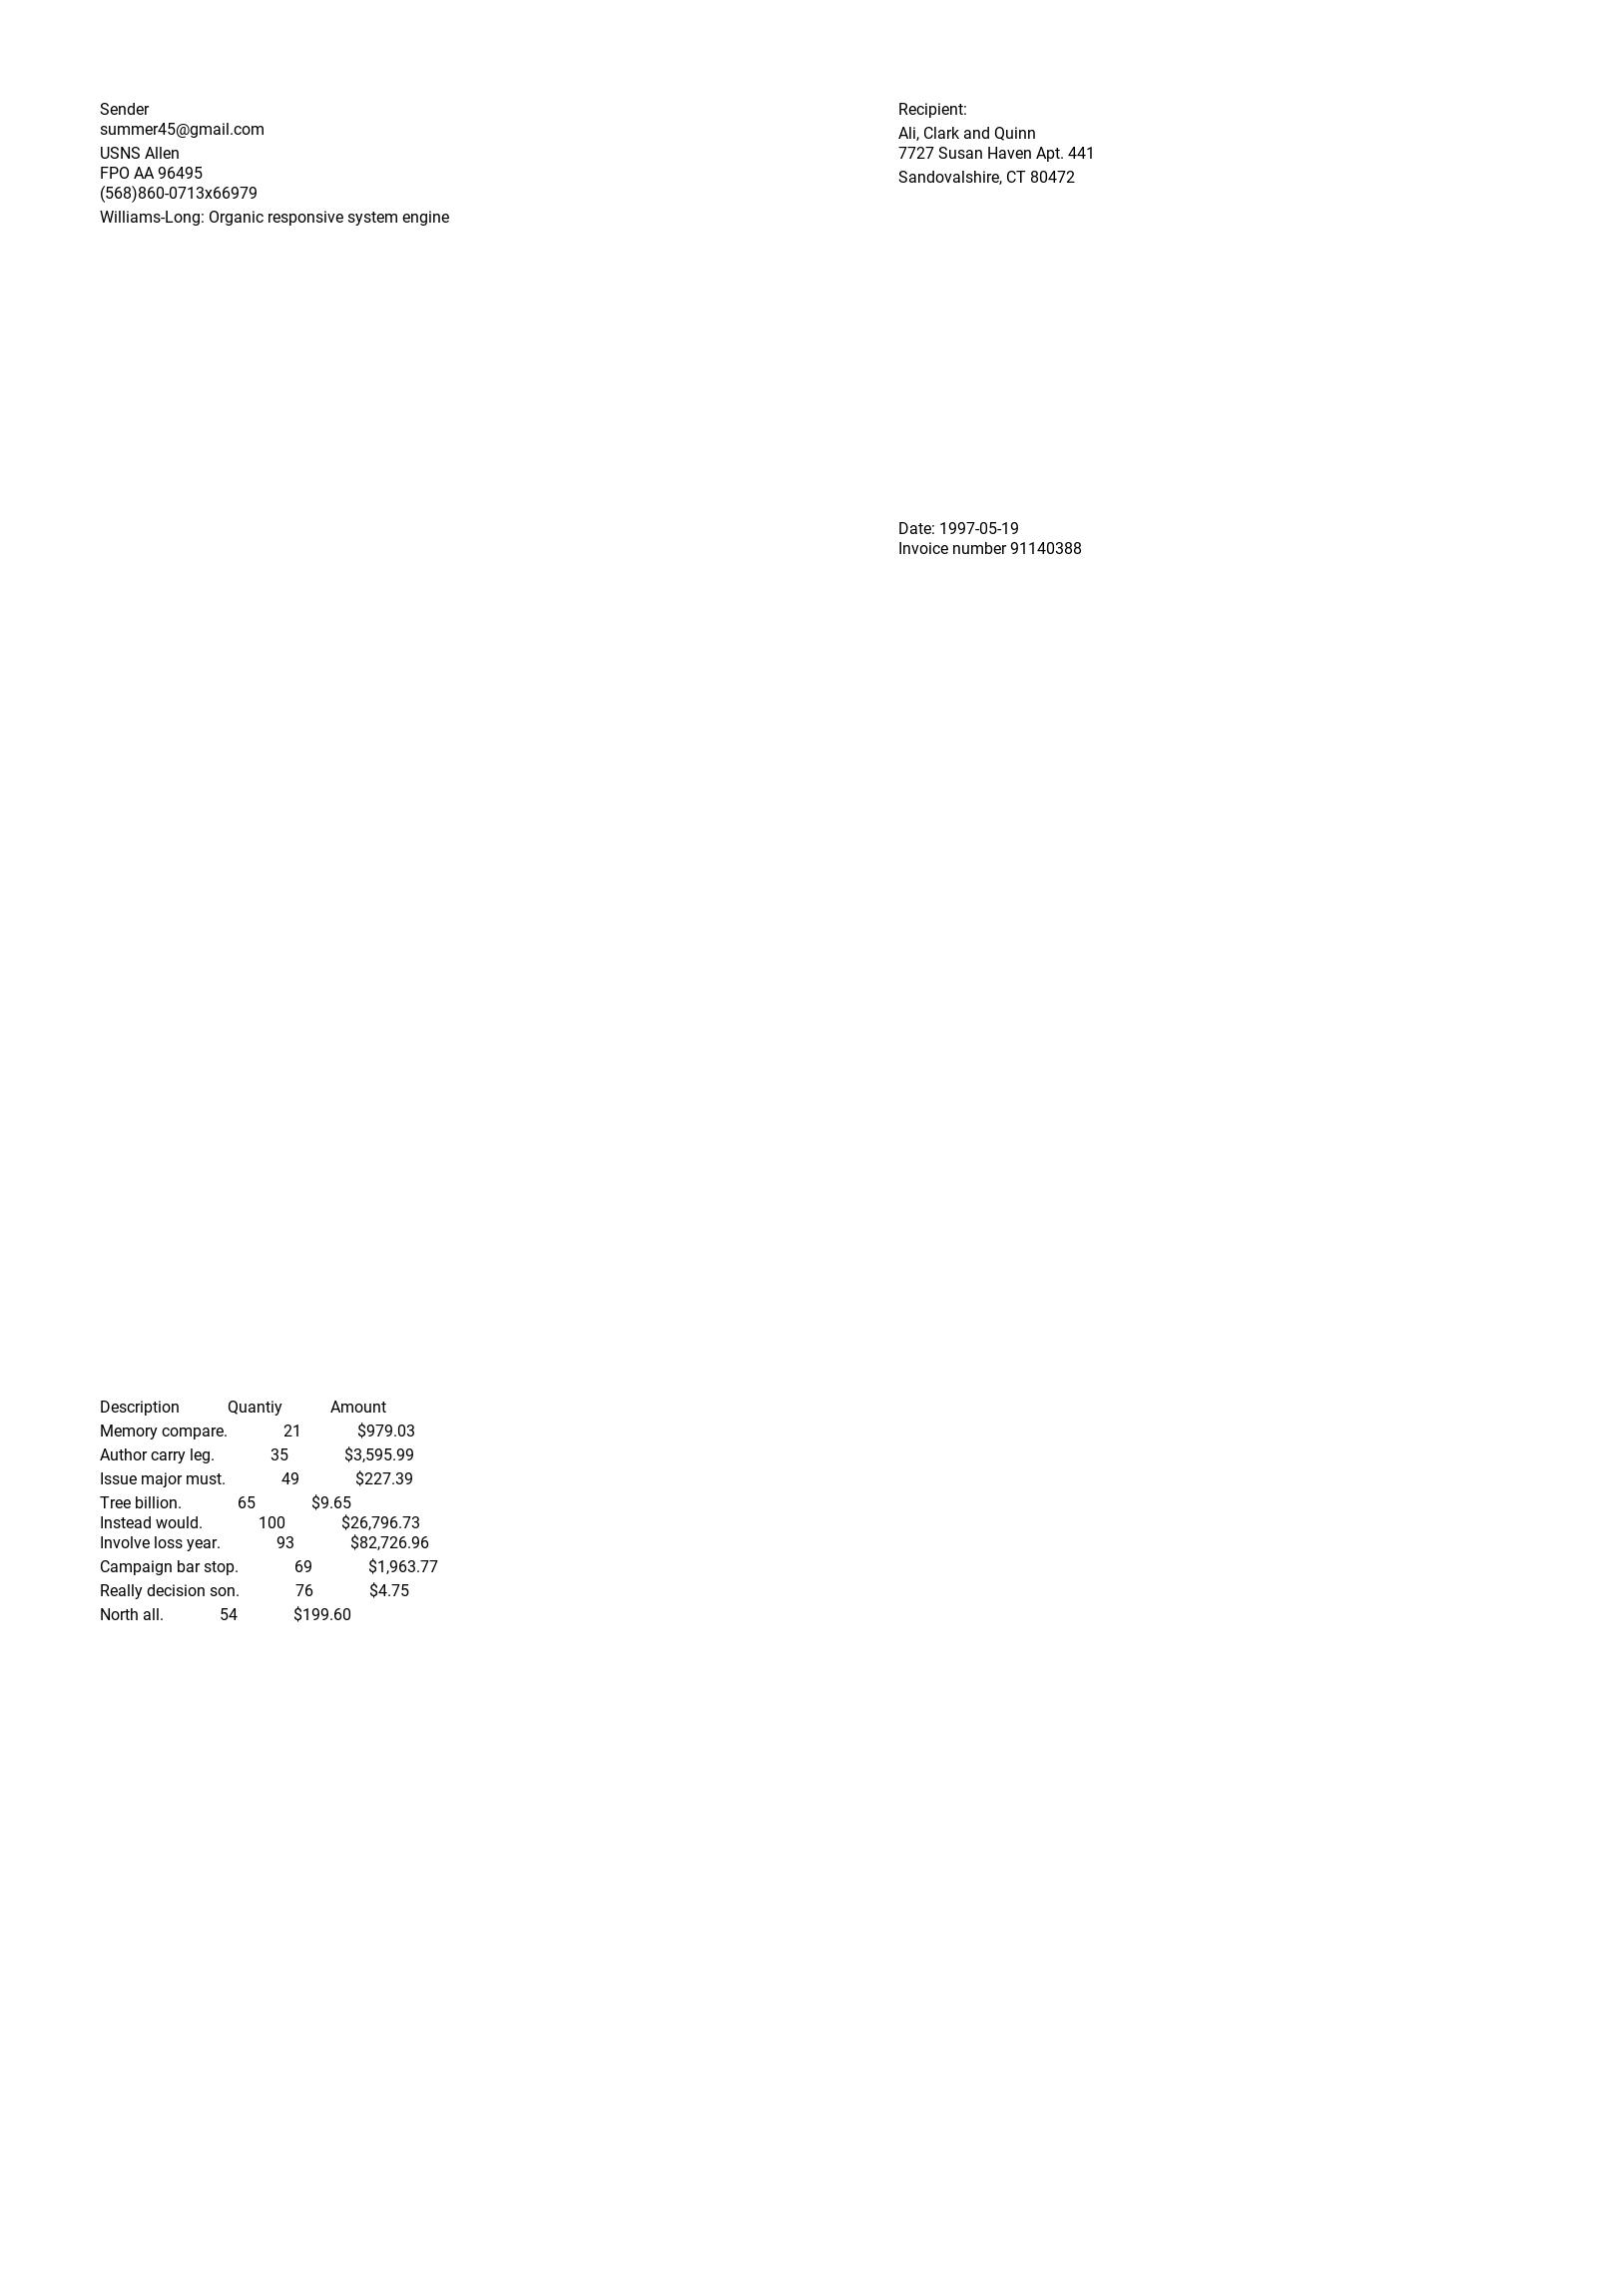 Sender
summer45@gmail.com
USNS Allen
FPO AA 96495
(568)860-0713x66979
Williams-Long: Organic responsive system engine
Recipient:
Ali, Clark and Quinn
7727 Susan Haven Apt. 441
Sandovalshire, CT 80472
Date: 1997-05-19
Invoice number 91140388
Description Quantiy Amount
Memory compare. 21 $979.03
Author carry leg. 35 $3,595.99
Issue major must. 49 $227.39
Tree billion. 65 $9.65
Instead would. 100 $26,796.73
Involve loss year. 93 $82,726.96
Campaign bar stop. 69 $1,963.77
Really decision son. 76 $4.75
North all. 54 $199.60